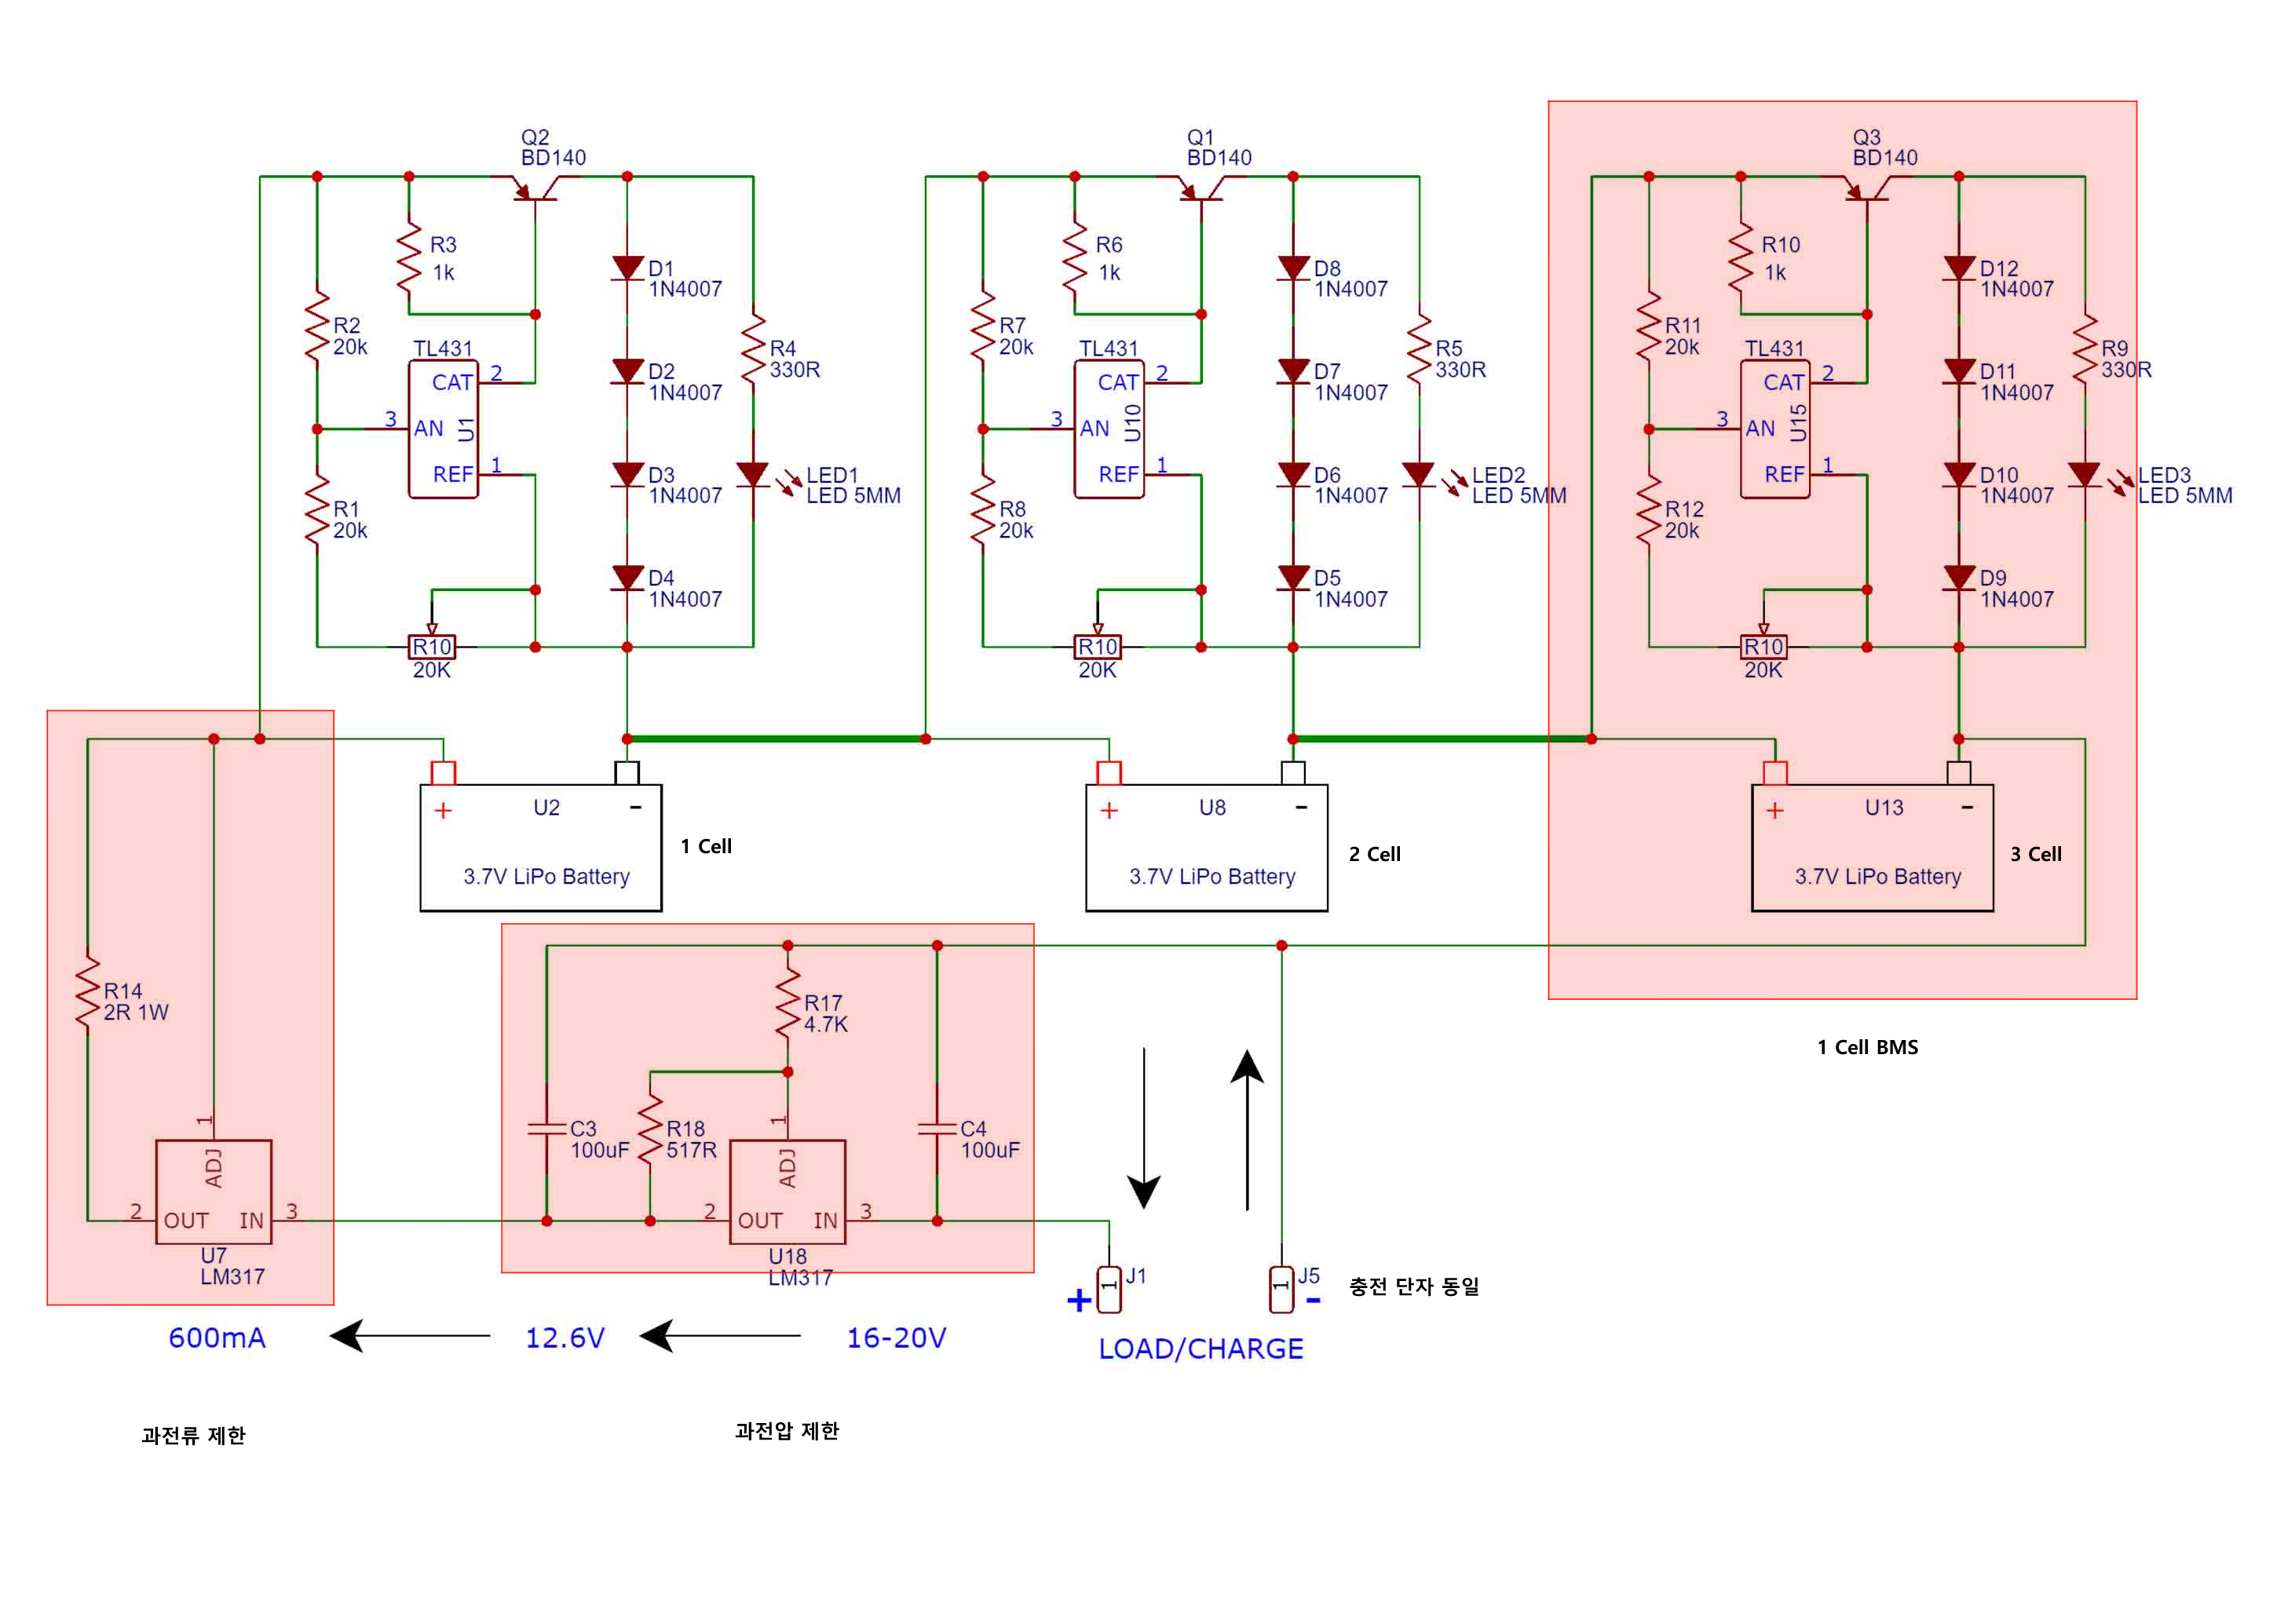 Q2
BD140
R3
1k
R2
20k
TL431
CAT
2
3
AN
U1
REF
1
R1
20k
R10
20K
D1
1N4007
D2
1N4007
D3
1N4007
D4
1N4007
R4
330R
LED1
LED 5MM
Q1
BD140
R6
1k
R7
20k
TL431
CAT
2
3
AN
U10
REF
1
R8
20k
R10
20K
D8
1N4007
D7
1N4007
D6
1N4007
D5
1N4007
R5
330R
LED2
LED 5MM
Q3
BD140
R10
1k
R11
20k
TL431
CAT
2
3
AN
U15
REF
1
R12
20k
R10
20K
D12
1N4007
D11
1N4007
D10
1N4007
D9
1N4007
R9
330R
LED3
LED 5MM
+
U2
-
3.7V LiPo Battery
1 Cell
+
U8
-
3.7V LiPo Battery
2 Cell
+
U13
-
3.7V LiPo Battery
3 Cell
1 Cell BMS
R14
2R 1W
1
ADJ
2
OUT
IN
3
U7
LM317
R17
4.7K
C3
100uF
R18
517R
1
ADJ
2
OUT
IN
3
U18
LM317
C4
100uF
+
1
J1
1
J5
-
충전 단자 동일
LOAD/CHARGE
600mA
12.6V
16-20V
과전류 제한
과전압 제한